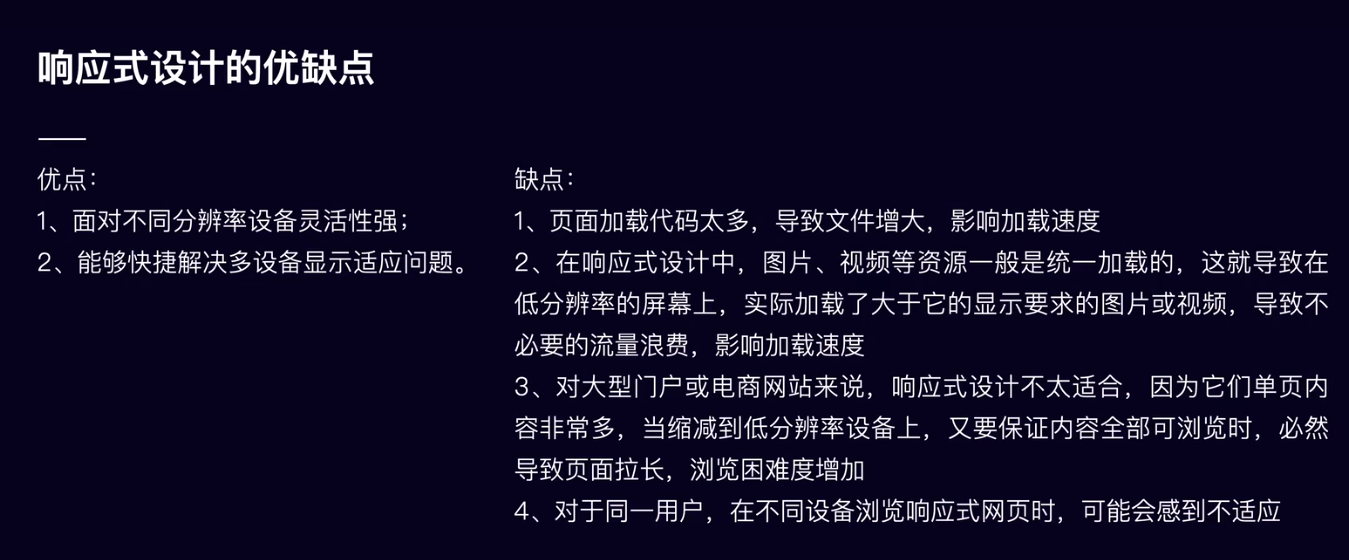 响应式设计的优缺点
优点：
1、面对不同分辨率设备灵活性强；
2、能够快捷解决多设备显示适应问题。
缺点：
1、页面加载代码太多，导致文件增大，影响加载速度
2、在响应式设计中，图片、视频等资源一般是统一加载的，这就导致在
低分辨率的屏幕上，实际加载了大于它的显示要求的图片或视频，导致不
必要的流量浪费，影响加载速度
3、对大型门户或电商网站来说，响应式设计不太适合，因为它们单页内
容非常多，当缩减到低分辨率设备上，又要保证内容全部可浏览时，必然
导致页面拉长，浏览困难度增加
4、对于同一用户，在不同设备浏览响应式网页时，可能会感到不适应